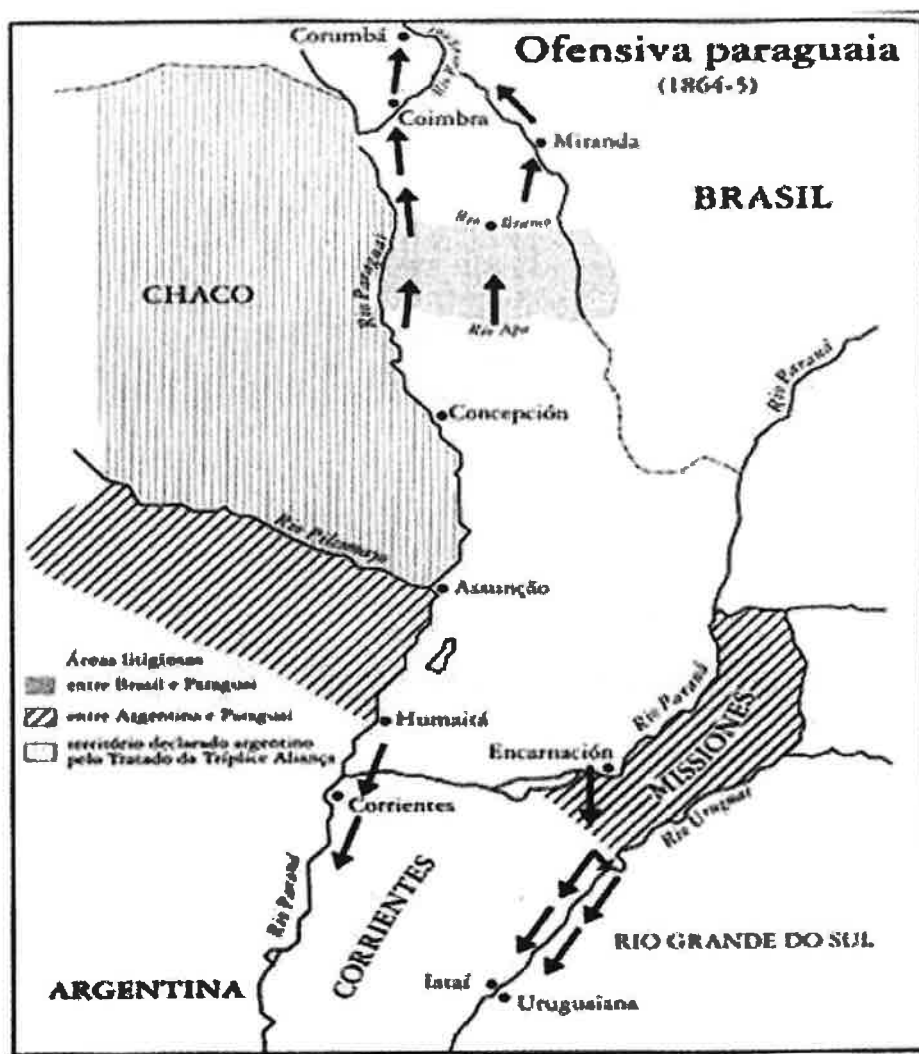 Ofensiva paraguaia
(1864-5)
Corumbá
Coimbra
Miranda
BRASIL
CHACO
Rio Paraguai
Rio Apa
Rio Paraná
Concepción
Rio Pilcomayo
Assunção
Áreas litigiosas
entre Brasil e Paraguai
entre Argentina e Paraguai
território declarado argentino
pelo Tratado da Tríplice Aliança
Humaitá
Encarnación
Rio Paraná
MISSIONES
Rio Uruguai
Corrientes
Rio Paraná
CORRIENTES
RIO GRANDE DO SUL
ARGENTINA
Iataí
Uruguaiana